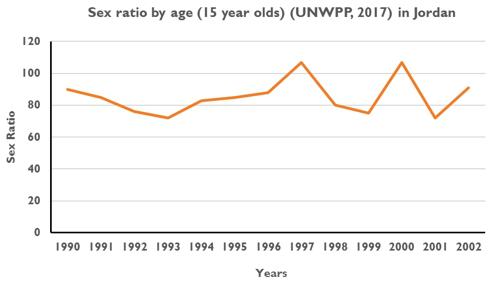 Sex ratio by age (15 year olds) (UNWPP, 2017) in Jordan
120
100
80
60
40
20
0
Sex Ratio
1990 1991 1992 1993 1994 1995 1996 1997 1998 1999 2000 2001 2002
Years